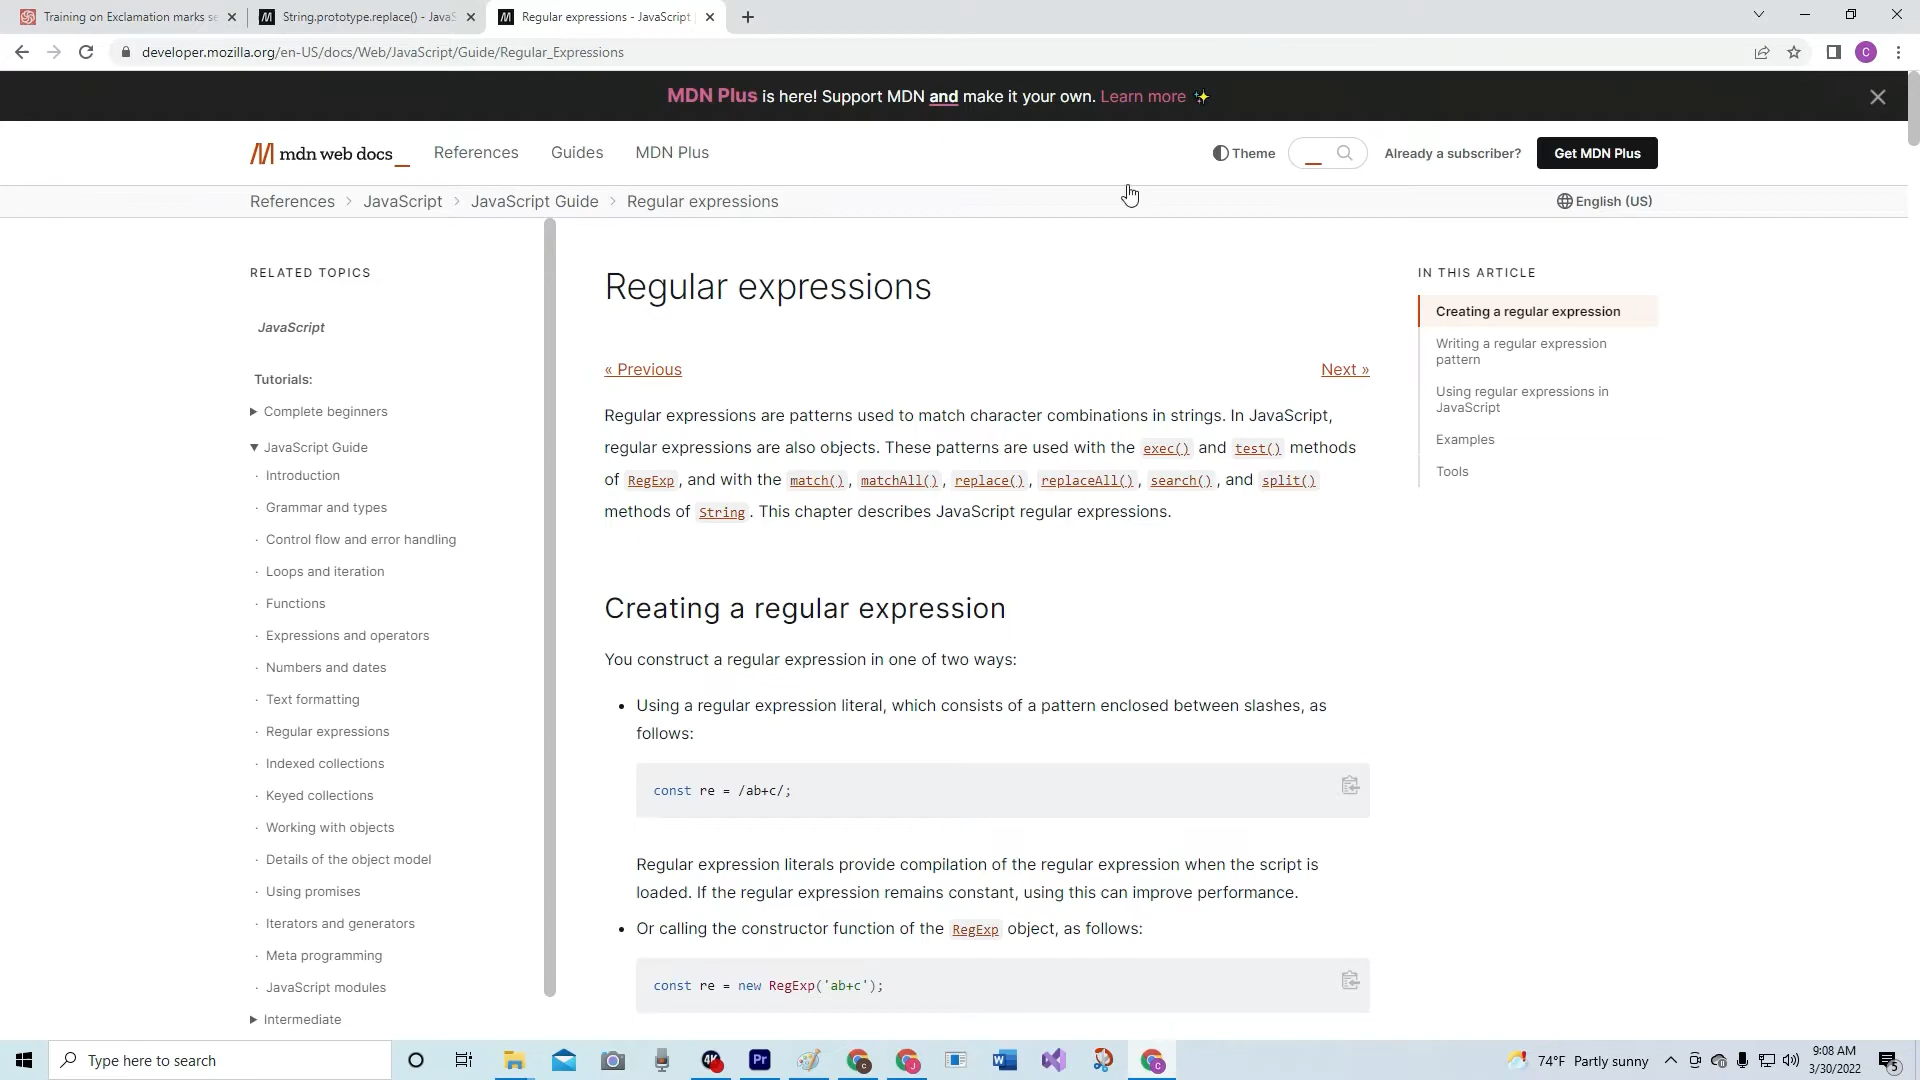 Training on Exclamation marks se
String.prototype.replace() - JavaS
Regular expressions - JavaScript
developer.mozilla.org/en-US/docs/Web/JavaScript/Guide/Regular_Expressions
C
MDN Plus is here! Support MDN and make it your own. Learn more ✨
mdn web docs_
References
Guides
MDN Plus
Theme
Already a subscriber?
Get MDN Plus
References > JavaScript > JavaScript Guide > Regular expressions
English (US)
RELATED TOPICS
JavaScript
Tutorials:
Complete beginners
JavaScript Guide
Introduction
Grammar and types
Control flow and error handling
Loops and iteration
Functions
Expressions and operators
Numbers and dates
Text formatting
Regular expressions
Indexed collections
Keyed collections
Working with objects
Details of the object model
Using promises
Iterators and generators
Meta programming
JavaScript modules
Intermediate
Regular expressions
« Previous
Next »
Regular expressions are patterns used to match character combinations in strings. In JavaScript,
regular expressions are also objects. These patterns are used with the exec() and test() methods
of RegExp, and with the match(), matchAll(), replace(), replaceAll(), search(), and split()
methods of String. This chapter describes JavaScript regular expressions.
Creating a regular expression
You construct a regular expression in one of two ways:
• Using a regular expression literal, which consists of a pattern enclosed between slashes, as
follows:
const re = /ab+c/;
Regular expression literals provide compilation of the regular expression when the script is
loaded. If the regular expression remains constant, using this can improve performance.
• Or calling the constructor function of the RegExp object, as follows:
const re = new RegExp('ab+c');
IN THIS ARTICLE
Creating a regular expression
Writing a regular expression
pattern
Using regular expressions in
JavaScript
Examples
Tools
Type here to search
4K
Pr
74°F Partly sunny
9:08 AM
3/30/2022
5